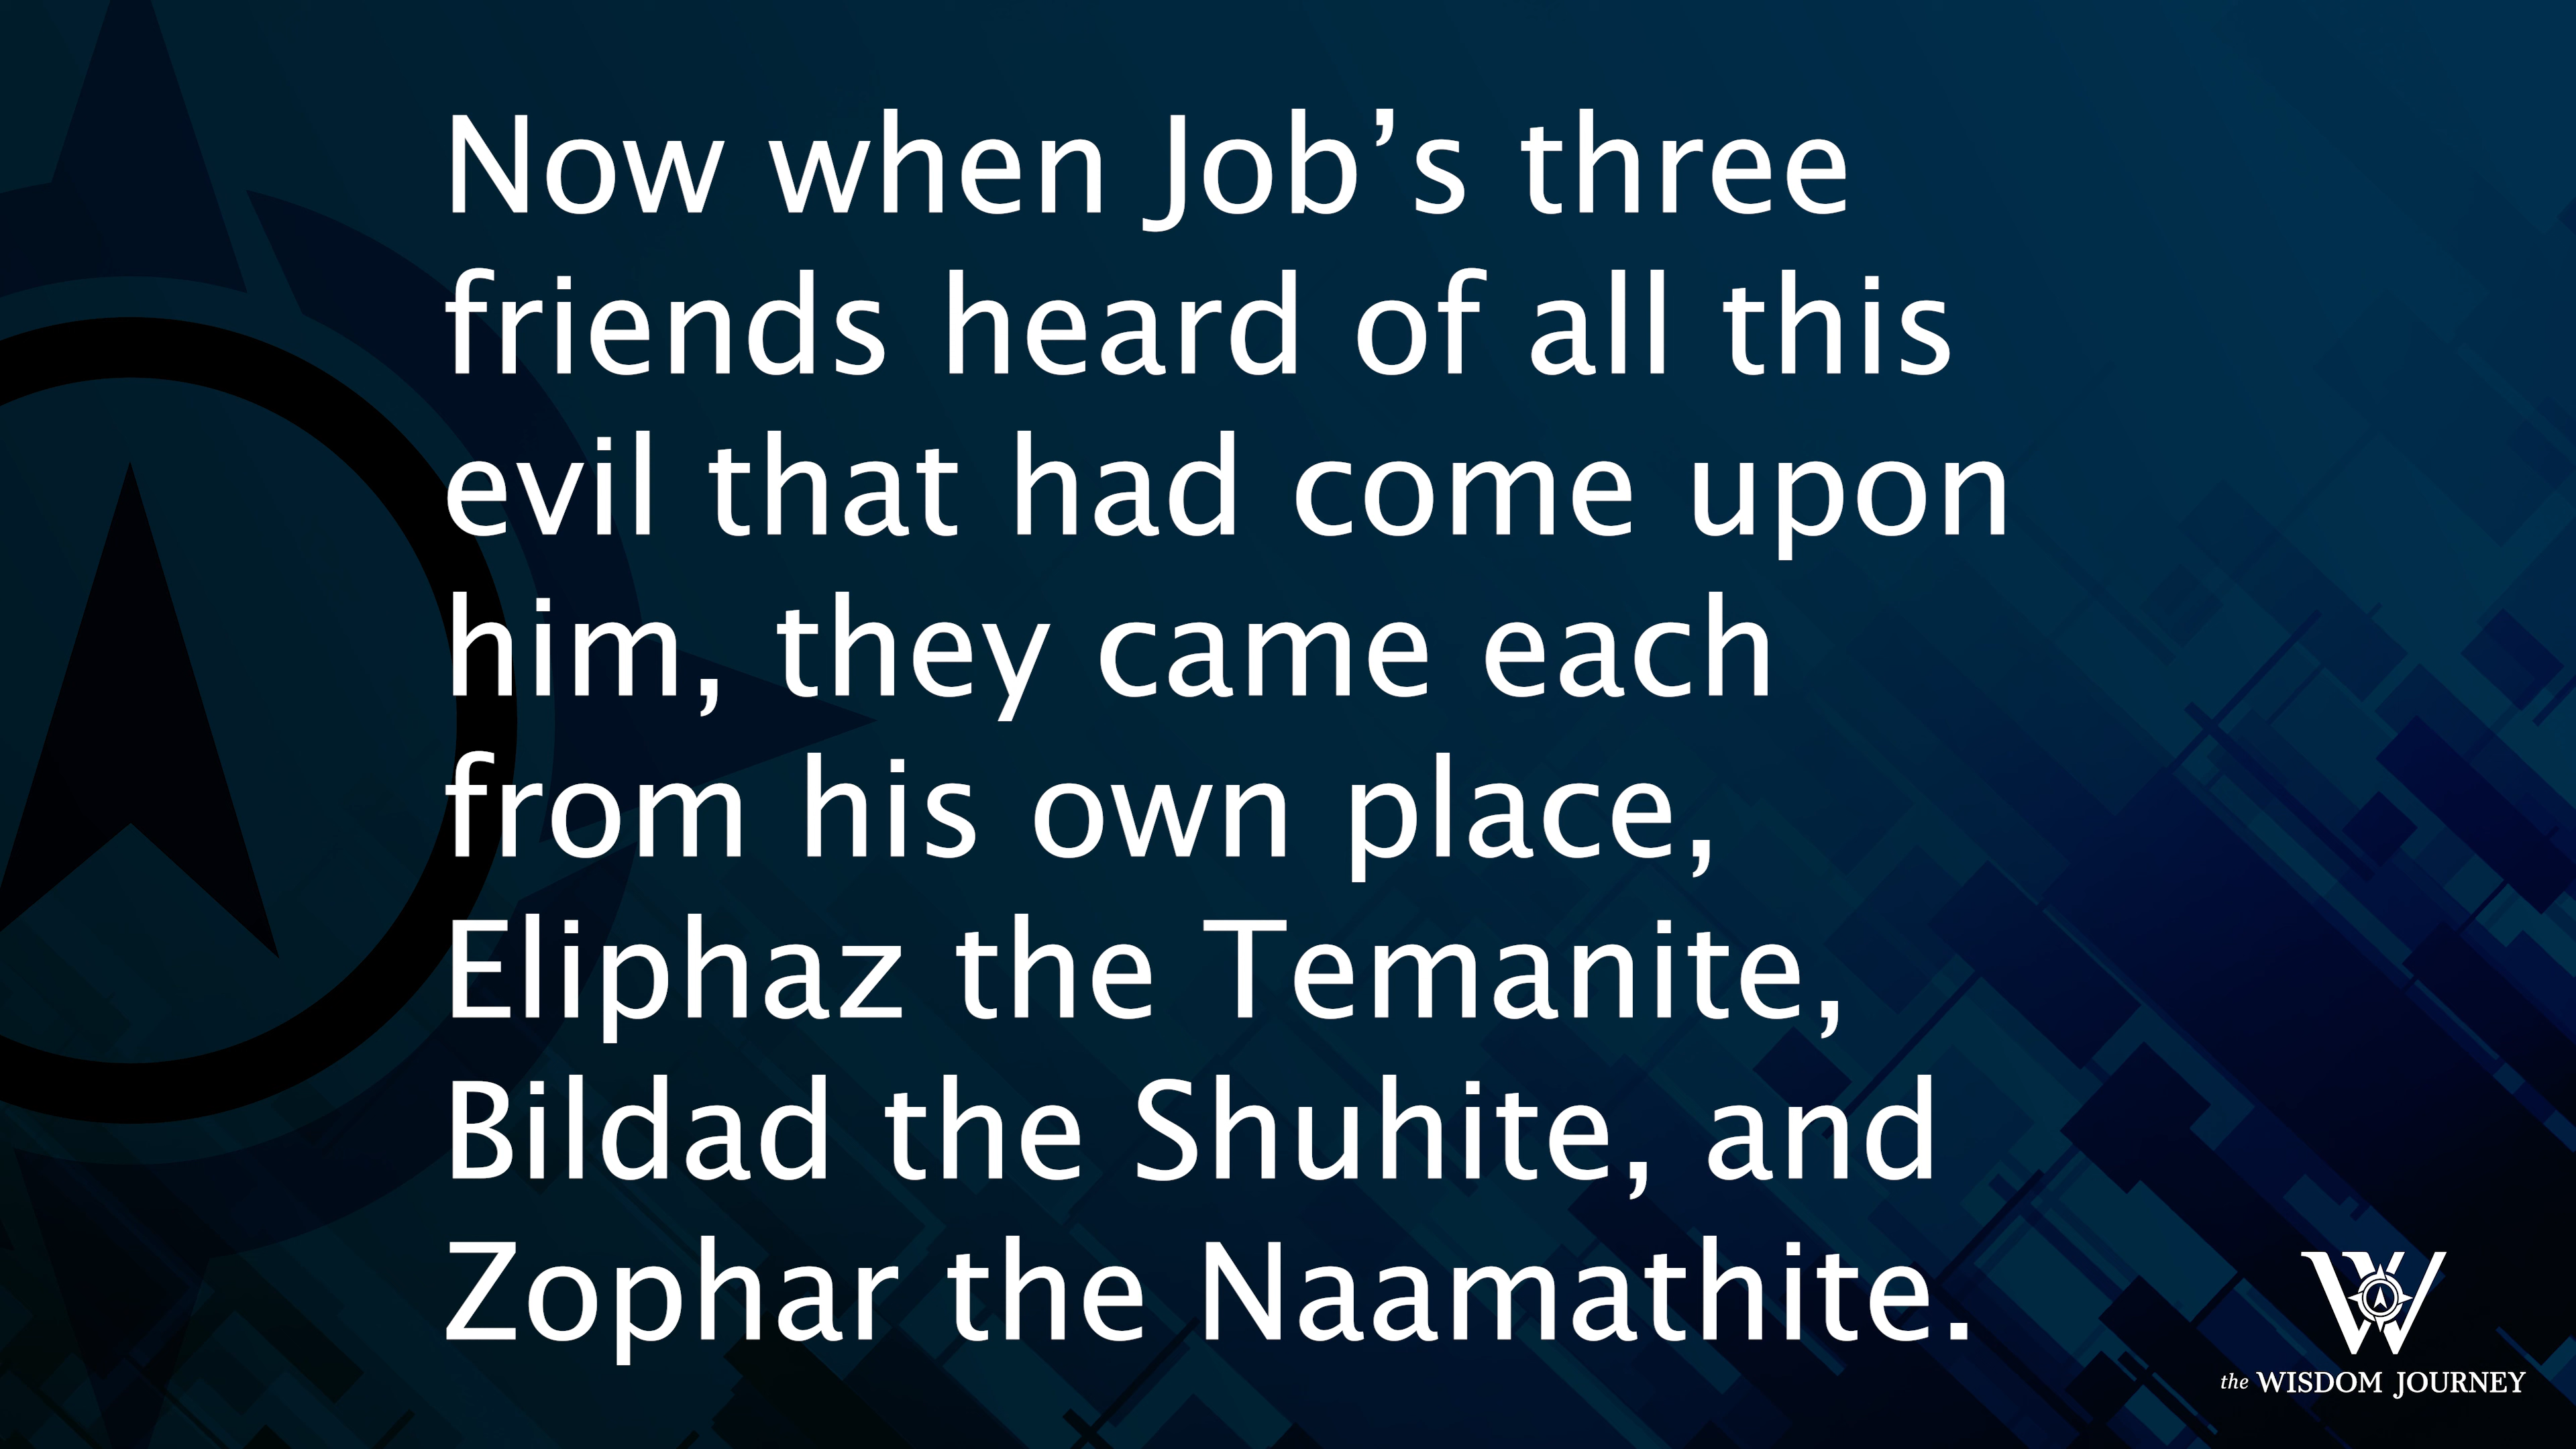 Now when Job’s three
friends heard of all this
evil that had come upon
him, they came each
from his own place,
Eliphaz the Temanite,
Bildad the Shuhite, and
Zophar the Naamathite.
W
the WISDOM JOURNEY